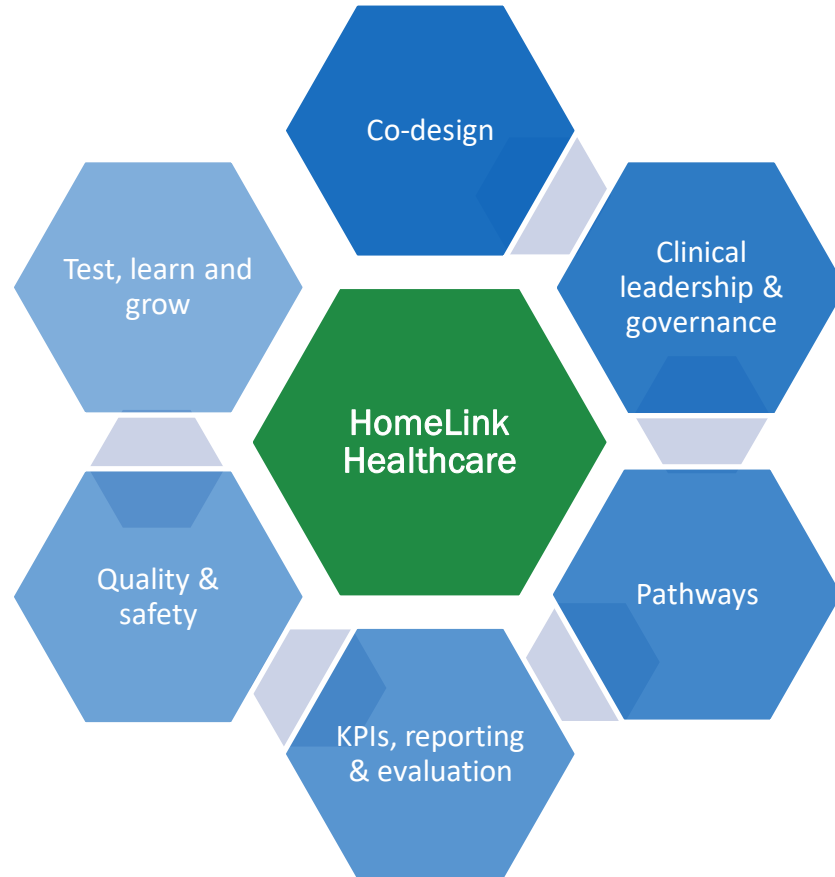 Co-design
Clinical
leadership &
governance
Pathways
KPIs, reporting
& evaluation
Quality &
safety
Test, learn and
grow
HomeLink
Healthcare